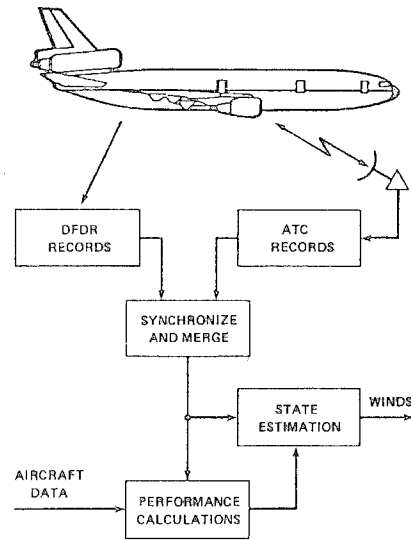 DFDR
RECORDS
ATC
RECORDS
SYNCHRONIZE
AND MERGE
STATE
ESTIMATION
WINDS
AIRCRAFT
DATA
PERFORMANCE
CALCULATIONS